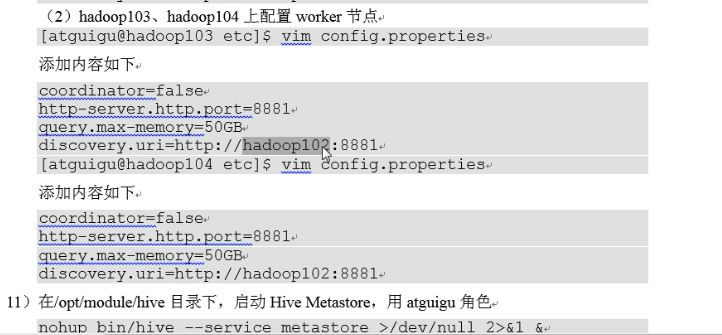 （2）hadoop103、hadoop104 上配置 worker 节点
[atguigu@hadoop103 etc]$ vim config.properties
添加内容如下
coordinator=false
http-server.http.port=8881
query.max-memory=50GB
discovery.uri=http://hadoop102:8881
[atguigu@hadoop104 etc]$ vim config.properties
添加内容如下
coordinator=false
http-server.http.port=8881
query.max-memory=50GB
discovery.uri=http://hadoop102:8881
11）在/opt/module/hive 目录下，启动 Hive Metastore，用 atguigu 角色
nohup bin/hive --service metastore >/dev/null 2>&1 &